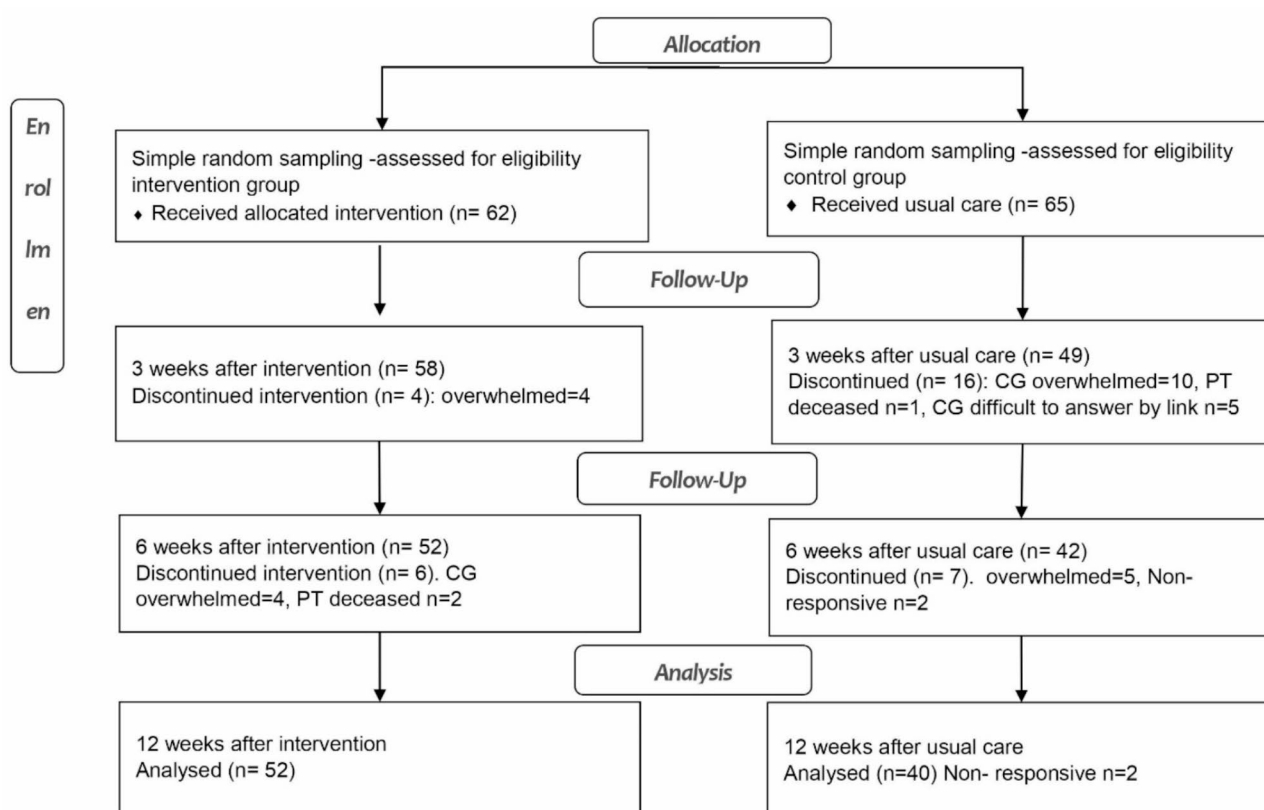 Allocation
En
rol
lm
en
Simple random sampling -assessed for eligibility
intervention group
♦ Received allocated intervention (n= 62)
Simple random sampling -assessed for eligibility
control group
♦ Received usual care (n= 65)
Follow-Up
3 weeks after intervention (n= 58)
Discontinued intervention (n= 4): overwhelmed=4
3 weeks after usual care (n= 49)
Discontinued (n= 16): CG overwhelmed=10, PT
deceased n=1, CG difficult to answer by link n=5
Follow-Up
6 weeks after intervention (n= 52)
Discontinued intervention (n= 6). CG
overwhelmed=4, PT deceased n=2
6 weeks after usual care (n= 42)
Discontinued (n= 7). overwhelmed=5, Non-
responsive n=2
Analysis
12 weeks after intervention
Analysed (n= 52)
12 weeks after usual care
Analysed (n=40) Non- responsive n=2